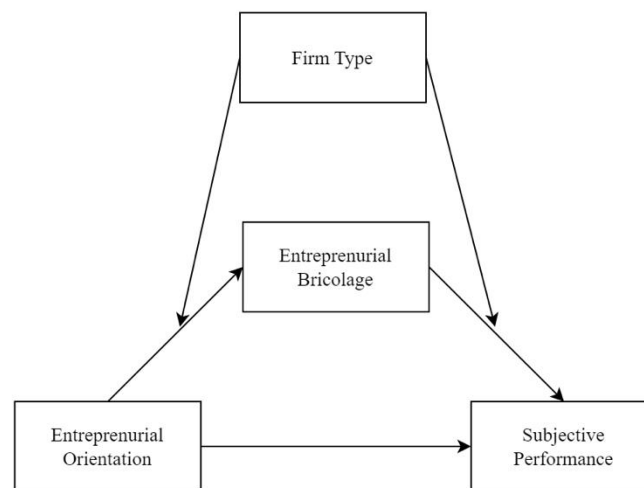 Firm Type
Entreprenurial
Bricolage
Entreprenurial
Orientation
Subjective
Performance